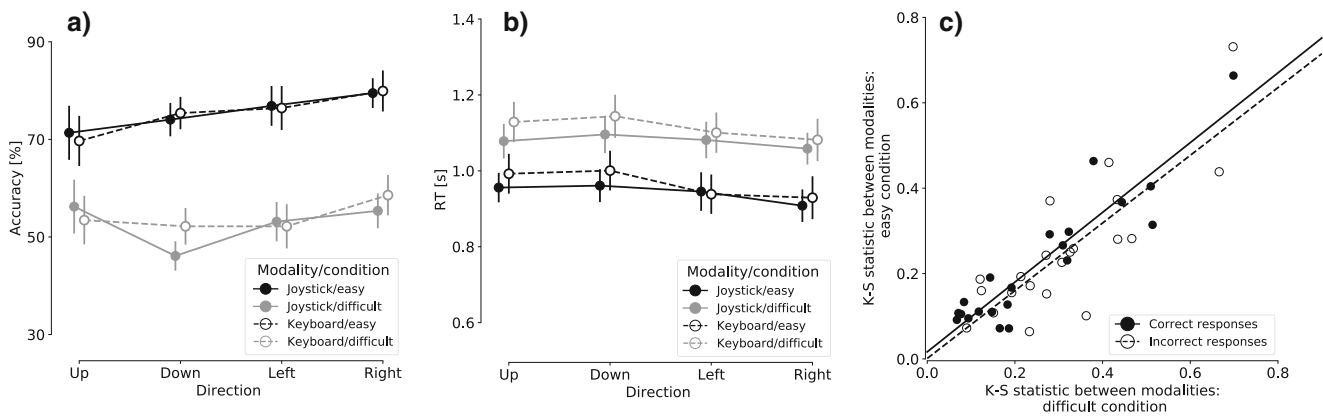 a)
Accuracy [%]
90
70
50
30
Up Down Left Right
Direction
Modality/condition
Joystick/easy
Joystick/difficult
Keyboard/easy
Keyboard/difficult
b)
RT [s]
1.4
1.2
1.0
0.8
0.6
Up Down Left Right
Direction
Modality/condition
Joystick/easy
Joystick/difficult
Keyboard/easy
Keyboard/difficult
c)
K-S statistic between modalities:
easy condition
0.8
0.6
0.4
0.2
0.0
0.0 0.2 0.4 0.6 0.8
K-S statistic between modalities:
difficult condition
Correct responses
Incorrect responses